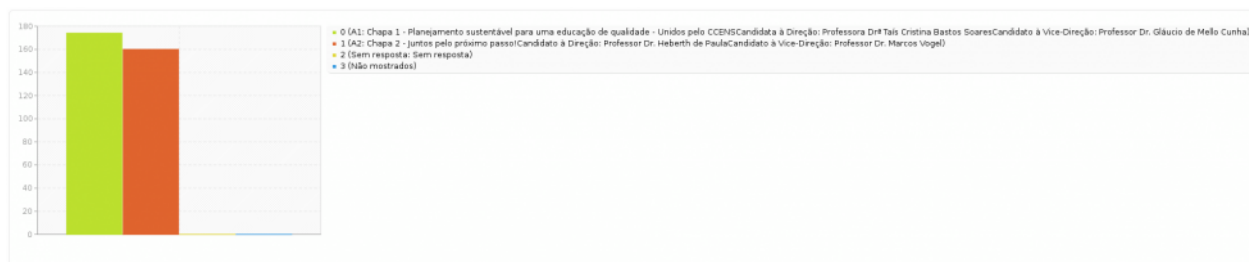 180
160
140
120
100
80
60
40
20
0
0 (A1: Chapa 1 - Planejamento sustentável para uma educação de qualidade - Unidos pelo CCENSCandidata à Direção: Professora Drª Taís Cristina Bastos SoaresCandidato à Vice-Direção: Professor Dr. Gláucio de Mello Cunha)
1 (A2: Chapa 2 - Juntos pelo próximo passo!Candidato à Direção: Professor Dr. Heberth de PaulaCandidato à Vice-Direção: Professor Dr. Marcos Vogel)
2 (Sem resposta: Sem resposta)
3 (Não mostrados)